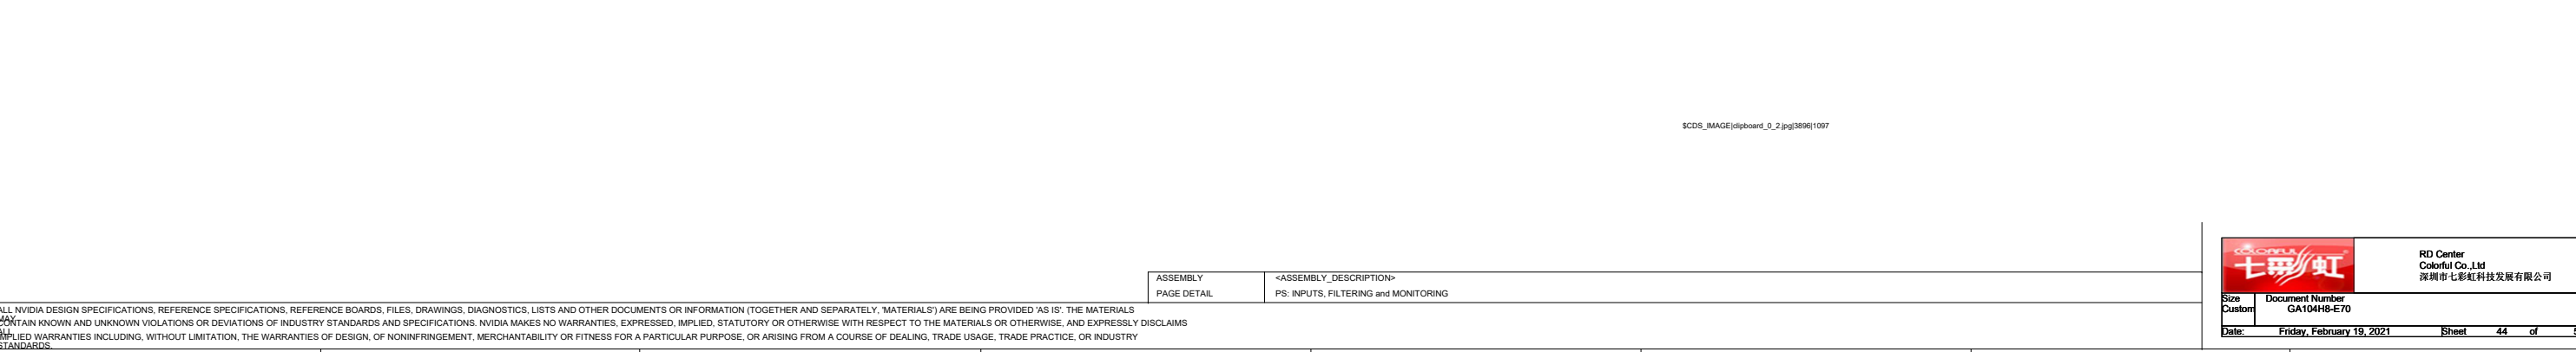 $CDS_IMAGE|clipboard_0_2.jpg|3896|1097
ASSEMBLY <ASSEMBLY_DESCRIPTION>
PAGE DETAIL PS: INPUTS, FILTERING and MONITORING
ALL NVIDIA DESIGN SPECIFICATIONS, REFERENCE SPECIFICATIONS, REFERENCE BOARDS, FILES, DRAWINGS, DIAGNOSTICS, LISTS AND OTHER DOCUMENTS OR INFORMATION (TOGETHER AND SEPARATELY, 'MATERIALS') ARE BEING PROVIDED 'AS IS'. THE MATERIALS
MAY
CONTAIN KNOWN AND UNKNOWN VIOLATIONS OR DEVIATIONS OF INDUSTRY STANDARDS AND SPECIFICATIONS. NVIDIA MAKES NO WARRANTIES, EXPRESSED, IMPLIED, STATUTORY OR OTHERWISE WITH RESPECT TO THE MATERIALS OR OTHERWISE, AND EXPRESSLY DISCLAIMS
ALL
IMPLIED WARRANTIES INCLUDING, WITHOUT LIMITATION, THE WARRANTIES OF DESIGN, OF NONINFRINGEMENT, MERCHANTABILITY OR FITNESS FOR A PARTICULAR PURPOSE, OR ARISING FROM A COURSE OF DEALING, TRADE USAGE, TRADE PRACTICE, OR INDUSTRY
STANDARDS.
COLORFUL
七彩虹
RD Center
Colorful Co.,Ltd
深圳市七彩虹科技发展有限公司
Size Document Number
Custom GA104H8-E70
Date: Friday, February 19, 2021 Sheet 44 of